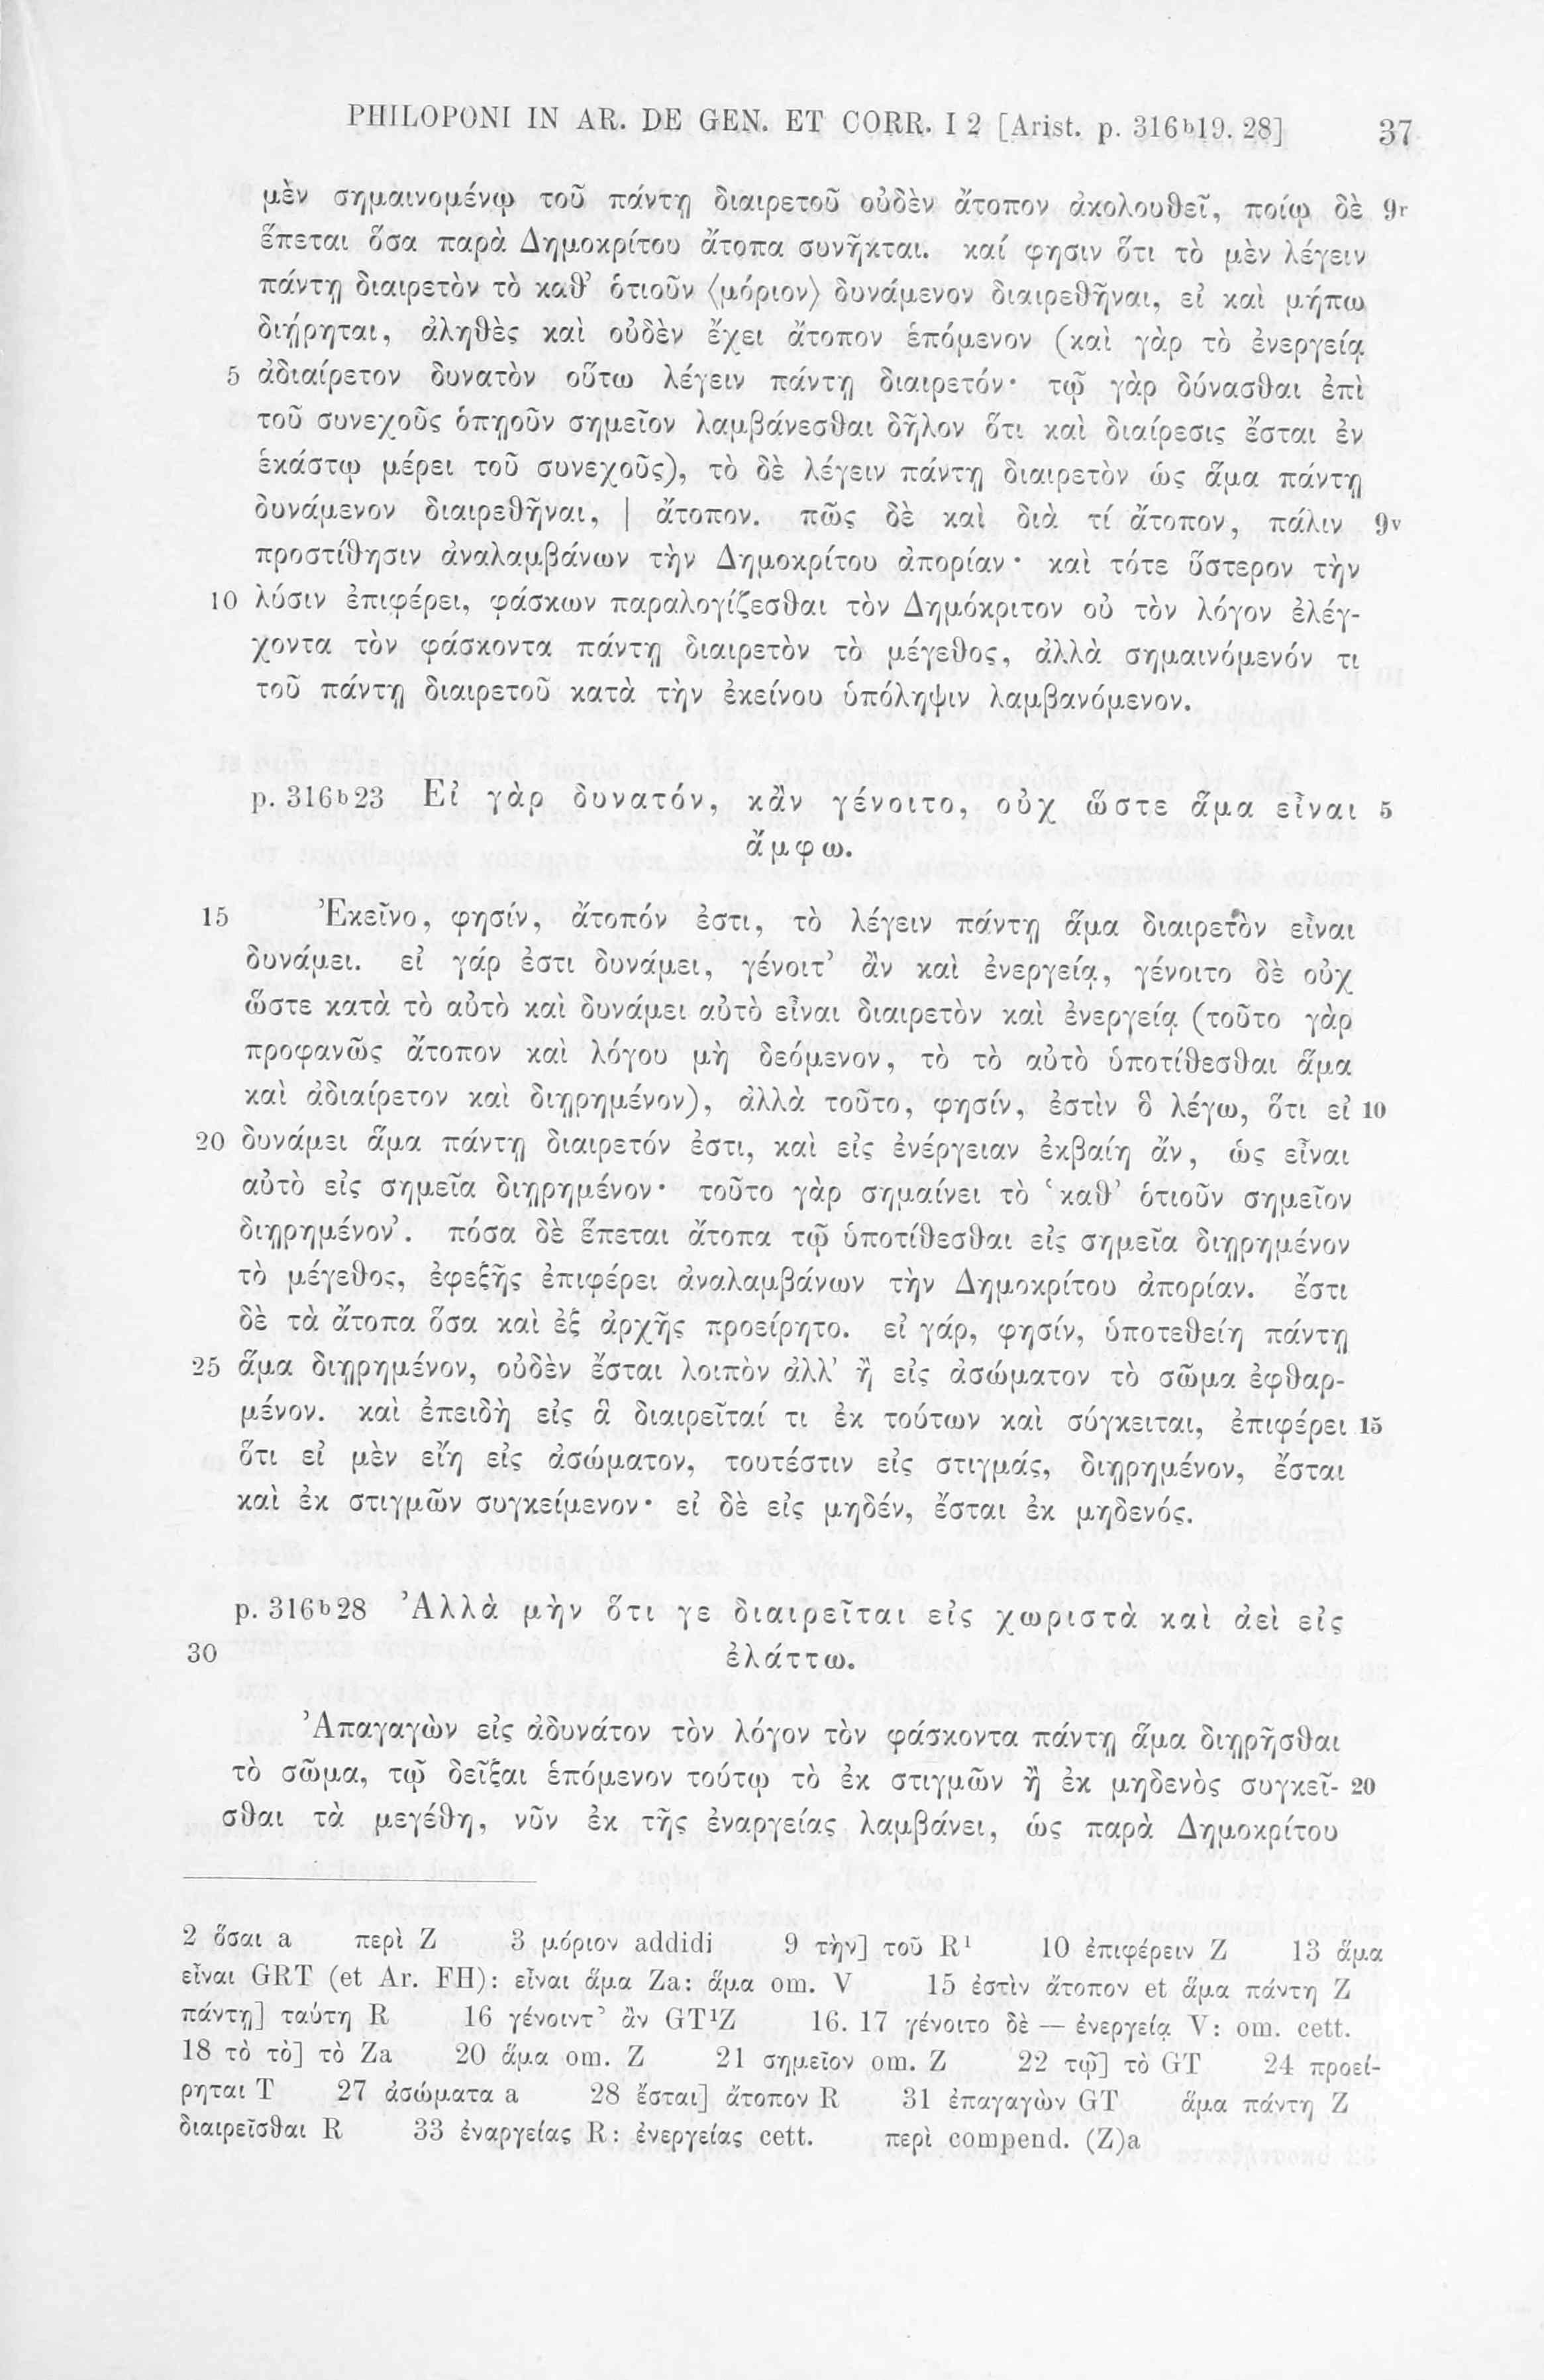 PHILOPONI IN AR. DE GEN. ET CORR. I 2 [Arist. p. 316ᵇ19. 28] 37
μὲν σημαινομένῳ τοῦ πάντῃ διαιρετοῦ οὐδὲν ἄτοπον ἀκολουθεῖ, ποίῳ δὲ 9r
ἕπεται ὅσα παρὰ Δημοκρίτου ἄτοπα συνῆκται. καί φησιν ὅτι τὸ μὲν λέγειν
πάντῃ διαιρετὸν τὸ καθ’ ὁτιοῦν ⟨μόριον⟩ δυνάμενον διαιρεθῆναι, εἰ καὶ μήπω
διῄρηται, ἀληθὲς καὶ οὐδὲν ἔχει ἄτοπον ἑπόμενον (καὶ γὰρ τὸ ἐνεργείᾳ
5 ἀδιαίρετον δυνατὸν οὕτω λέγειν πάντῃ διαιρετόν· τῷ γὰρ δύνασθαι ἐπὶ
τοῦ συνεχοῦς ὁπῃοῦν σημεῖον λαμβάνεσθαι δῆλον ὅτι καὶ διαίρεσις ἔσται ἐν
ἑκάστῳ μέρει τοῦ συνεχοῦς), τὸ δὲ λέγειν πάντῃ διαιρετὸν ὡς ἅμα πάντῃ
δυνάμενον διαιρεθῆναι, | ἄτοπον. πῶς δὲ καὶ διὰ τί ἄτοπον, πάλιν 9v
προστίθησιν ἀναλαμβάνων τὴν Δημοκρίτου ἀπορίαν· καὶ τότε ὕστερον τὴν
10 λύσιν ἐπιφέρει, φάσκων παραλογίζεσθαι τὸν Δημόκριτον οὐ τὸν λόγον ἐλέγ-
χοντα τὸν φάσκοντα πάντῃ διαιρετὸν τὸ μέγεθος, ἀλλὰ σημαινόμενόν τι
τοῦ πάντῃ διαιρετοῦ κατὰ τὴν ἐκείνου ὑπόληψιν λαμβανόμενον.
p. 316ᵇ23 Εἰ γὰρ δυνατόν, κἂν γένοιτο, οὐχ ὥστε ἅμα εἶναι 5
ἄμφω.
15 Ἐκεῖνο, φησίν, ἄτοπόν ἐστι, τὸ λέγειν πάντῃ ἅμα διαιρετὸν εἶναι
δυνάμει. εἰ γάρ ἐστι δυνάμει, γένοιτ’ ἂν καὶ ἐνεργείᾳ, γένοιτο δὲ οὐχ
ὥστε κατὰ τὸ αὐτὸ καὶ δυνάμει αὐτὸ εἶναι διαιρετὸν καὶ ἐνεργείᾳ (τοῦτο γὰρ
προφανῶς ἄτοπον καὶ λόγου μὴ δεόμενον, τὸ τὸ αὐτὸ ὑποτίθεσθαι ἅμα
καὶ ἀδιαίρετον καὶ διῃρημένον), ἀλλὰ τοῦτο, φησίν, ἐστὶν ὃ λέγω, ὅτι εἰ 10
20 δυνάμει ἅμα πάντῃ διαιρετόν ἐστι, καὶ εἰς ἐνέργειαν ἐκβαίη ἄν, ὡς εἶναι
αὐτὸ εἰς σημεῖα διῃρημένον· τοῦτο γὰρ σημαίνει τὸ ‘καθ’ ὁτιοῦν σημεῖον
διῃρημένον’. πόσα δὲ ἕπεται ἄτοπα τῷ ὑποτίθεσθαι εἰς σημεῖα διῃρημένον
τὸ μέγεθος, ἐφεξῆς ἐπιφέρει ἀναλαμβάνων τὴν Δημοκρίτου ἀπορίαν. ἔστι
δὲ τὰ ἄτοπα ὅσα καὶ ἐξ ἀρχῆς προείρητο. εἰ γάρ, φησίν, ὑποτεθείη πάντῃ
25 ἅμα διῃρημένον, οὐδὲν ἔσται λοιπὸν ἀλλ’ ἢ εἰς ἀσώματον τὸ σῶμα ἐφθαρ-
μένον. καὶ ἐπειδὴ εἰς ἃ διαιρεῖταί τι ἐκ τούτων καὶ σύγκειται, ἐπιφέρει 15
ὅτι εἰ μὲν εἴη εἰς ἀσώματον, τουτέστιν εἰς στιγμάς, διῃρημένον, ἔσται
καὶ ἐκ στιγμῶν συγκείμενον· εἰ δὲ εἰς μηδέν, ἔσται ἐκ μηδενός.
p. 316ᵇ28 Ἀλλὰ μὴν ὅτι γε διαιρεῖται εἰς χωριστὰ καὶ ἀεὶ εἰς
30 ἐλάττω.
Ἀπαγαγὼν εἰς ἀδυνάτον τὸν λόγον τὸν φάσκοντα πάντῃ ἅμα διῃρῆσθαι
τὸ σῶμα, τῷ δεῖξαι ἑπόμενον τούτῳ τὸ ἐκ στιγμῶν ἢ ἐκ μηδενὸς συγκεῖ- 20
σθαι τὰ μεγέθη, νῦν ἐκ τῆς ἐναργείας λαμβάνει, ὡς παρὰ Δημοκρίτου
2 ὅσαι a περὶ Z 3 μόριον addidi 9 τὴν] τοῦ R¹ 10 ἐπιφέρειν Z 13 ἅμα
εἶναι GRT (et Ar. FH): εἶναι ἅμα Za: ἅμα om. V 15 ἐστὶν ἄτοπον et ἅμα πάντη Z
πάντῃ] ταύτη R 16 γένοιντ’ ἂν GT¹Z 16. 17 γένοιτο δὲ — ἐνεργείᾳ V: om. cett.
18 τὸ τὸ] τὸ Za 20 ἅμα om. Z 21 σημεῖον om. Z 22 τῷ] τὸ GT 24 προεί-
ρηται T 27 ἀσώματα a 28 ἔσται] ἄτοπον R 31 ἐπαγαγὼν GT ἅμα πάντη Z
διαιρεῖσθαι R 33 ἐναργείας R: ἐνεργείας cett. περὶ compend. (Z)a